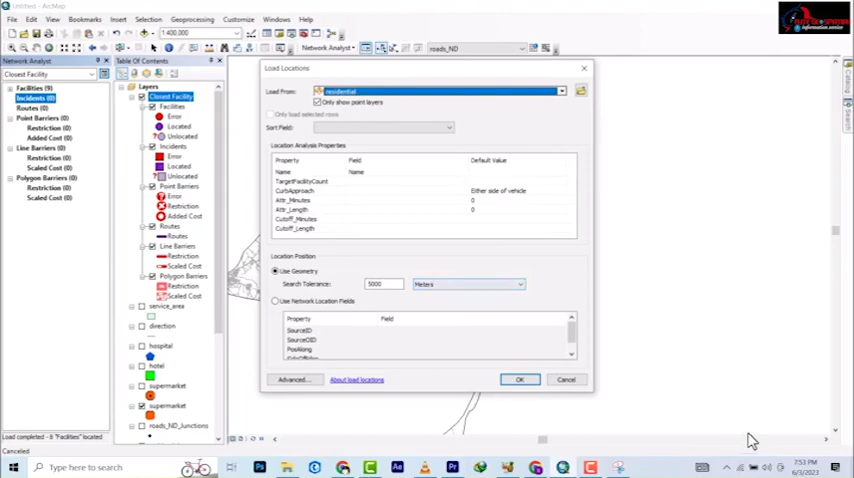 Untitled - ArcMap
File Edit View Bookmarks Insert Selection Geoprocessing Customize Windows Help
1:400,000
Network Analyst roads_ND
Network Analyst
Closest Facility
Facilities (9)
Incidents (0)
Routes (0)
Point Barriers (0)
Restriction (0)
Added Cost (0)
Line Barriers (0)
Restriction (0)
Scaled Cost (0)
Polygon Barriers (0)
Restriction (0)
Scaled Cost (0)
Load completed - 8 "Facilities" located
Canceled
Table Of Contents
Layers
Closest Facility
Facilities
Error
Located
Unlocated
Incidents
Error
Located
Unlocated
Point Barriers
Error
Restriction
Added Cost
Routes
Routes
Line Barriers
Restriction
Scaled Cost
Polygon Barriers
Restriction
Scaled Cost
service_area
direction
hospital
hotel
supermarket
supermarket
roads_ND_Junctions
Load Locations
Load From: residential
Only show point layers
Only load selected rows
Sort Field:
Location Analysis Properties
Property Field Default Value
Name Name
TargetFacilityCount
CurbApproach Either side of vehicle
Attr_Minutes 0
Attr_Length 0
Cutoff_Minutes
Cutoff_Length
Location Position
Use Geometry
Search Tolerance: 5000 Meters
Use Network Location Fields
Property Field
SourceID
SourceOID
PosAlong
Advanced... About load locations OK Cancel
Catalog
Search
information service
Type here to search
7:53 PM
6/3/2023